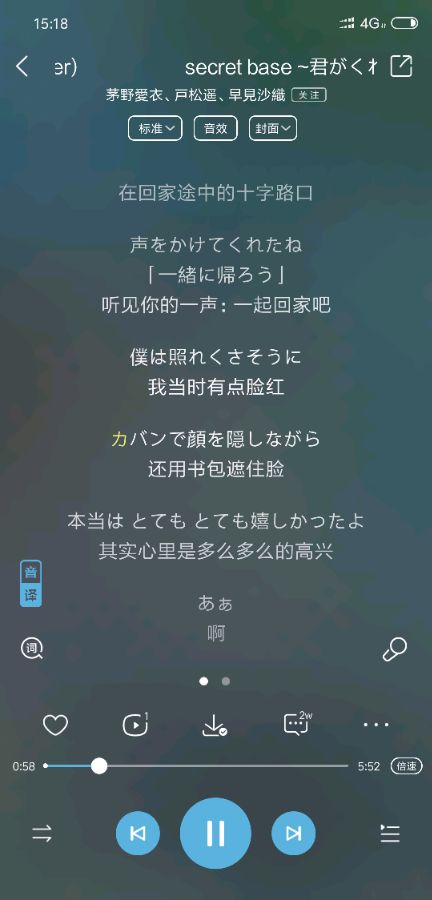 15:18
4G
er)
secret base ~君がくれ
茅野愛衣、戸松遥、早見沙織 关注
标准 音效 封面
在回家途中的十字路口
声をかけてくれたね
「一緒に帰ろう」
听见你的一声：一起回家吧
僕は照れくさそうに
我当时有点脸红
カバンで顔を隠しながら
还用书包遮住脸
本当は とても とても嬉しかったよ
其实心里是多么多么的高兴
音
译
あぁ
啊
词
1
2w
0:58
5:52
倍速